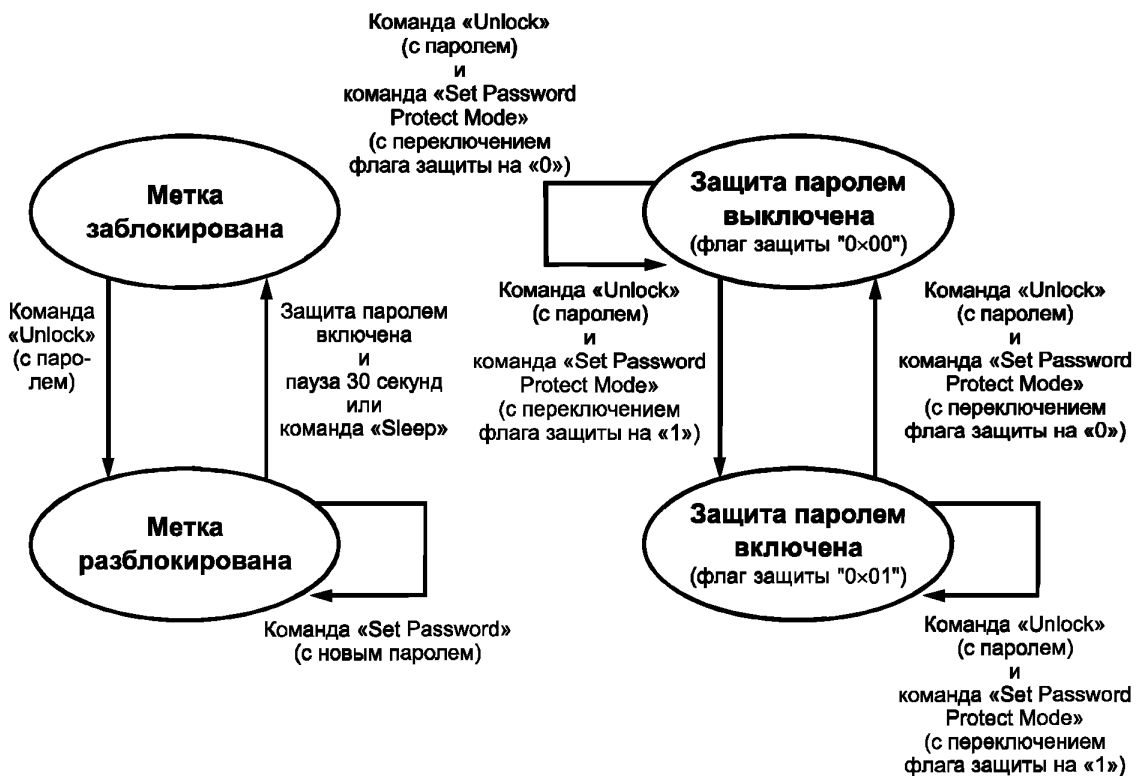 Команда «Unlock»
(с паролем)
и
команда «Set Password
Protect Mode»
(с переключением
флага защиты на «0»)
Метка
заблокирована
Защита паролем
выключена
(флаг защиты "0×00")
Команда
«Unlock»
(с паро-
лем)
Защита паролем
включена
и
пауза 30 секунд
или
команда «Sleep»
Команда «Unlock»
(с паролем)
и
команда «Set Password
Protect Mode»
(с переключением
флага защиты на «1»)
Команда «Unlock»
(с паролем)
и
команда «Set Password
Protect Mode»
(с переключением
флага защиты на «0»)
Метка
разблокирована
Защита паролем
включена
(флаг защиты "0×01")
Команда «Set Password»
(с новым паролем)
Команда «Unlock»
(с паролем)
и
команда «Set Password
Protect Mode»
(с переключением
флага защиты на «1»)